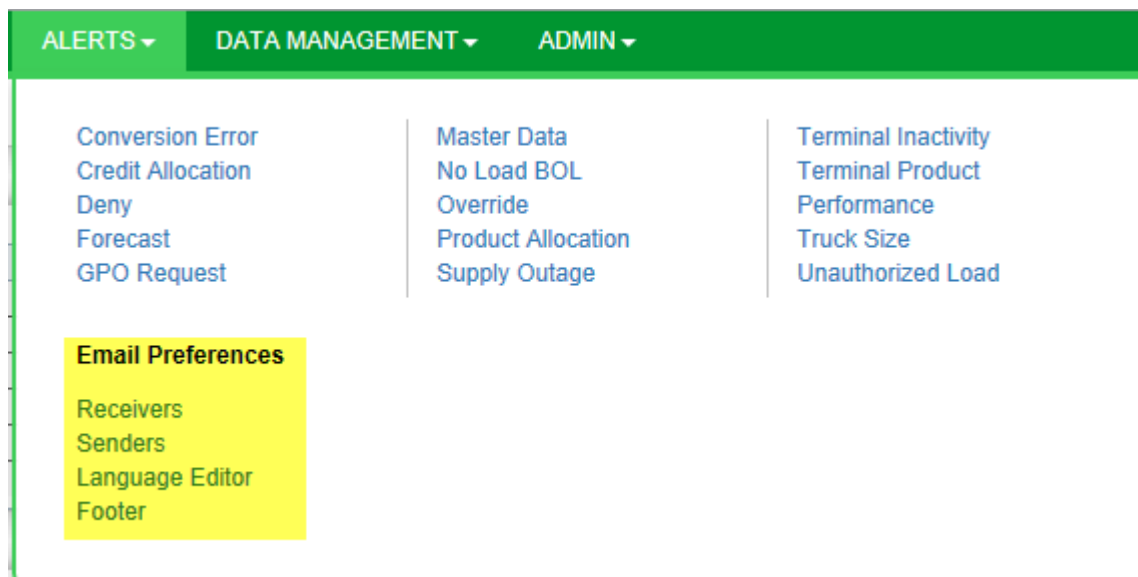 ALERTS DATA MANAGEMENT ADMIN
Conversion Error
Credit Allocation
Deny
Forecast
GPO Request
Master Data
No Load BOL
Override
Product Allocation
Supply Outage
Terminal Inactivity
Terminal Product
Performance
Truck Size
Unauthorized Load
Email Preferences
Receivers
Senders
Language Editor
Footer